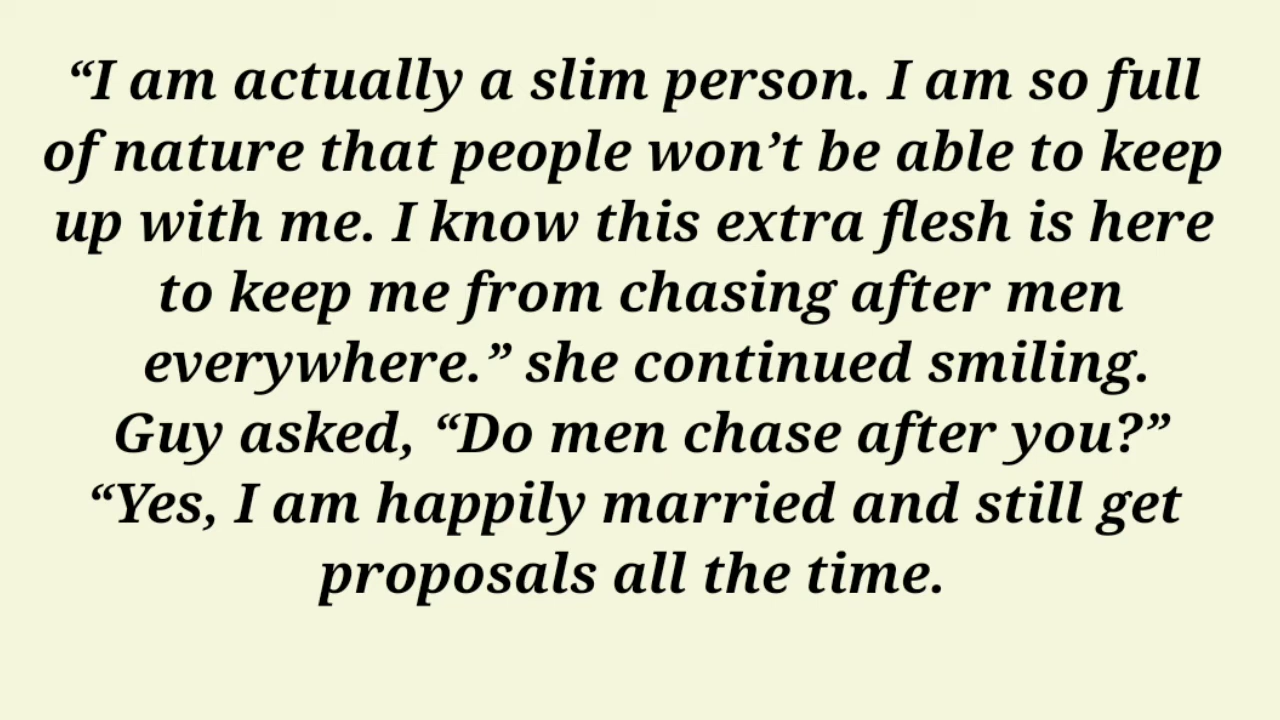 “I am actually a slim person. I am so full
of nature that people won’t be able to keep
up with me. I know this extra flesh is here
to keep me from chasing after men
everywhere.” she continued smiling.
Guy asked, “Do men chase after you?”
“Yes, I am happily married and still get
proposals all the time.